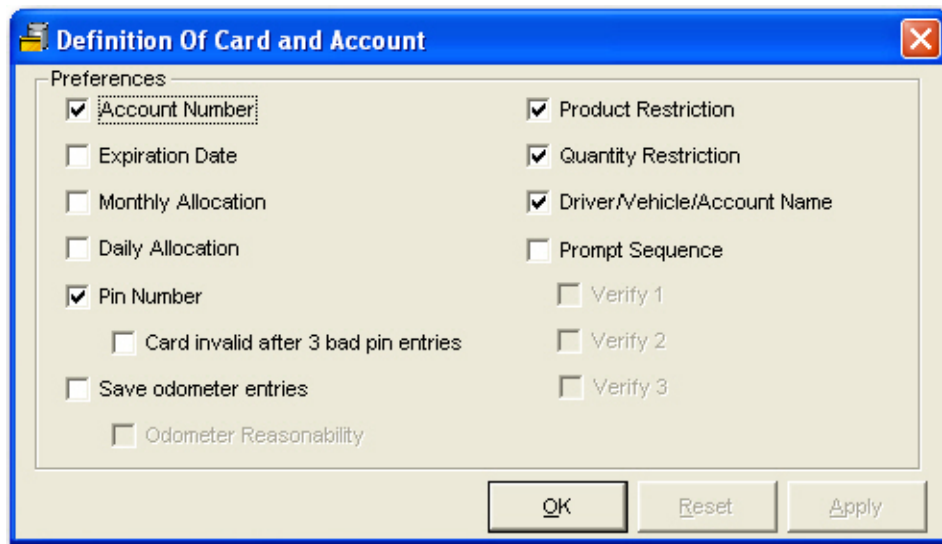 Definition Of Card and Account
Preferences
Account Number
Expiration Date
Monthly Allocation
Daily Allocation
Pin Number
Card invalid after 3 bad pin entries
Save odometer entries
Odometer Reasonability
Product Restriction
Quantity Restriction
Driver/Vehicle/Account Name
Prompt Sequence
Verify 1
Verify 2
Verify 3
OK
Reset
Apply